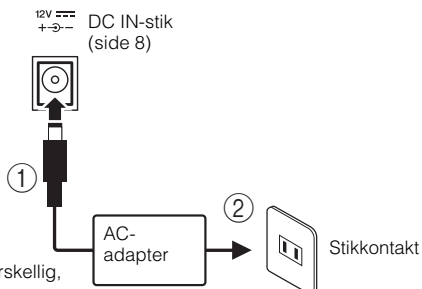 12V
DC IN-stik
(side 8)
①
②
AC-
adapter
Stikkontakt
rskellig,